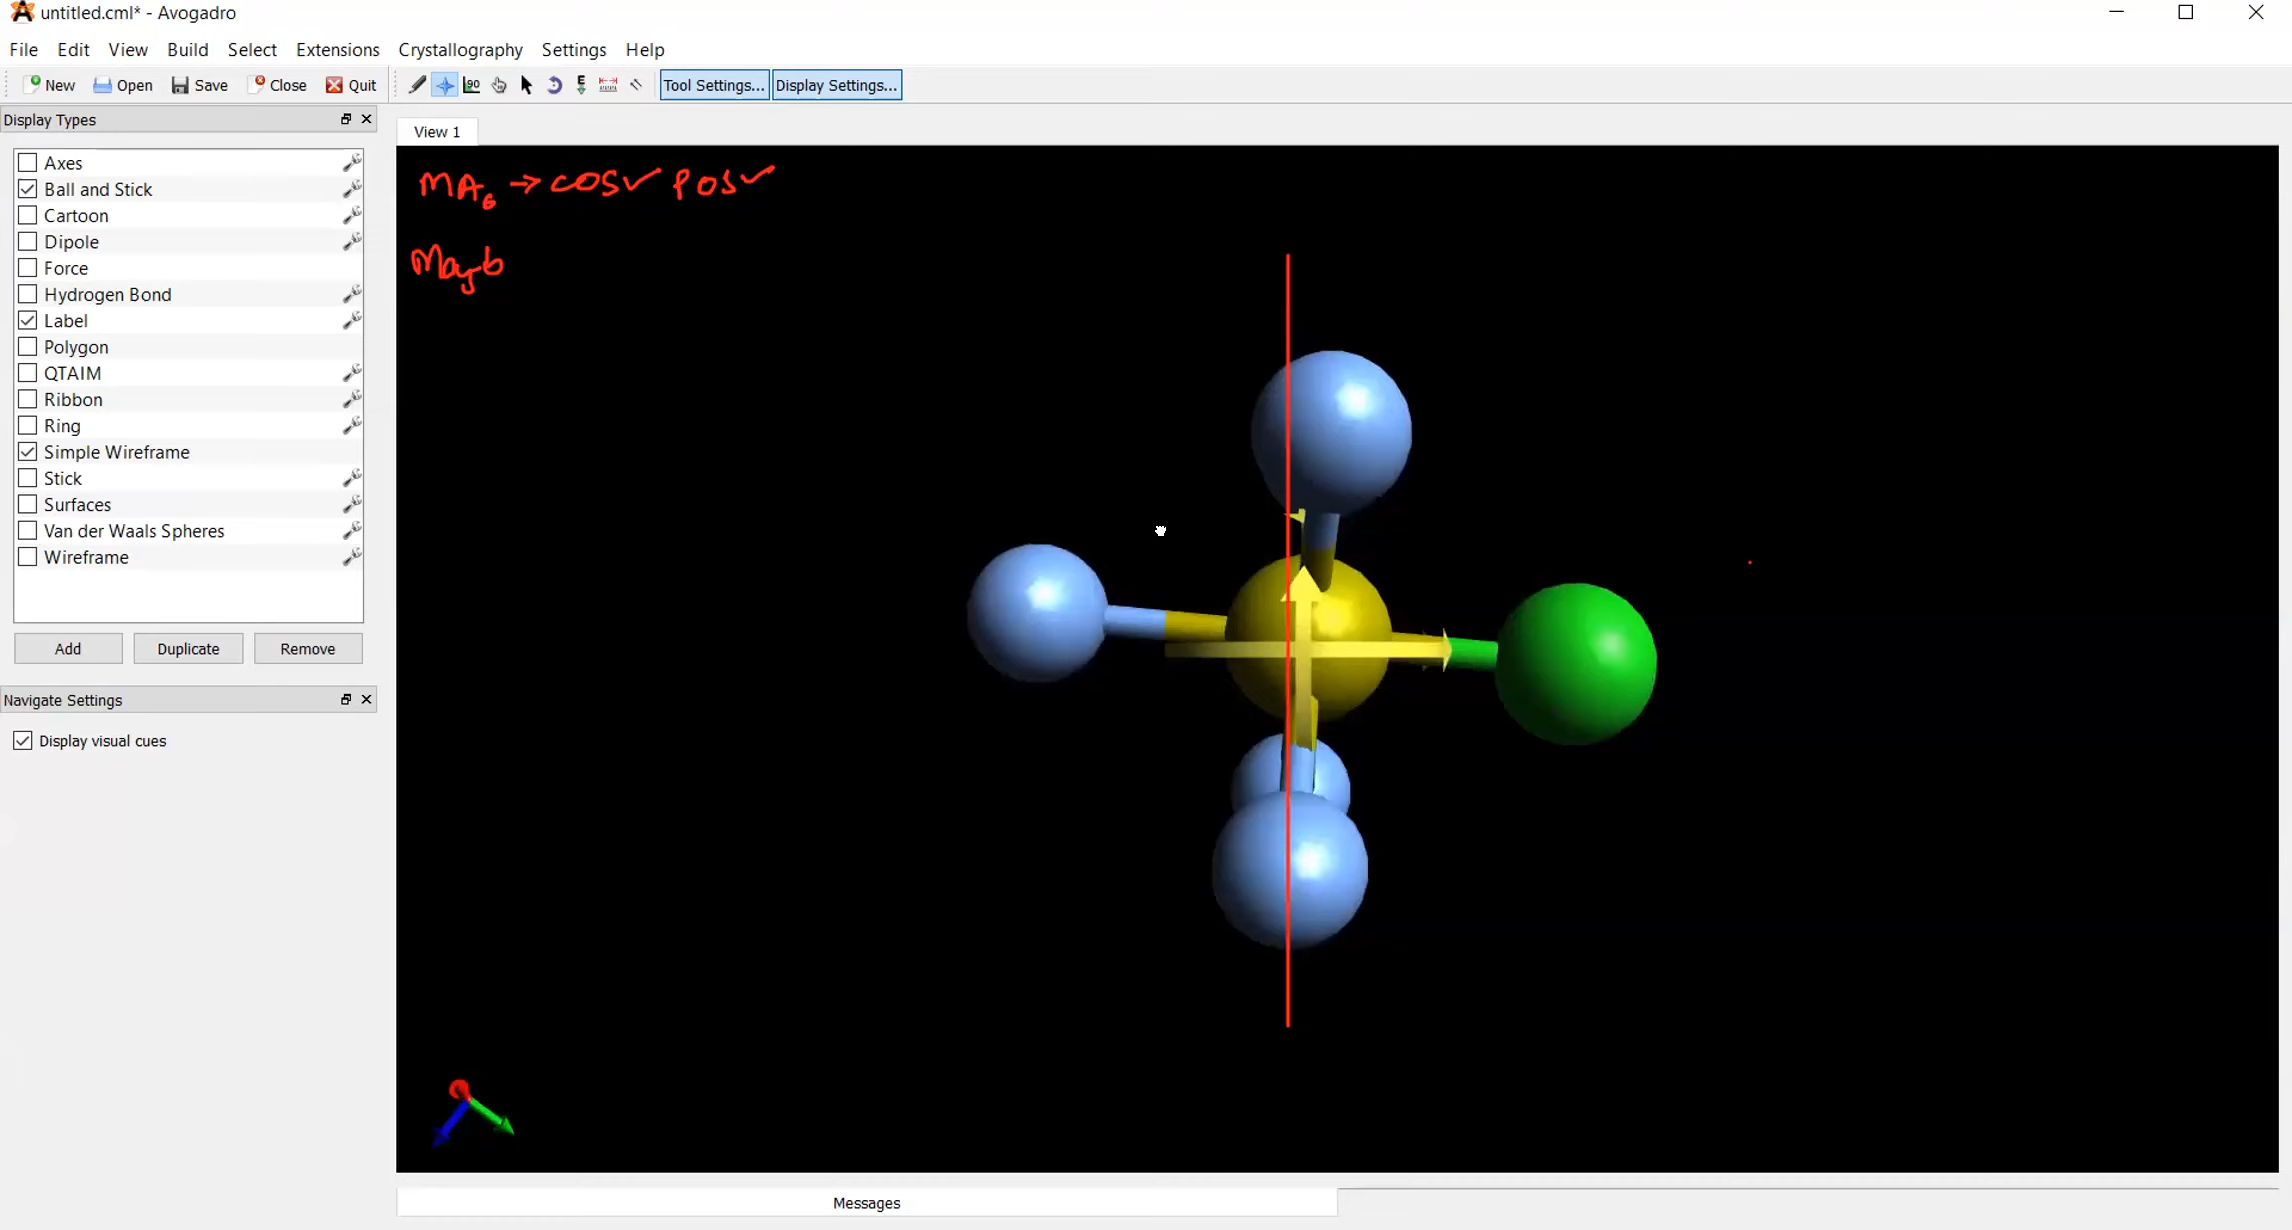 untitled.cml* - Avogadro
File Edit View Build Select Extensions Crystallography Settings Help
New Open Save Close Quit 90 E Tool Settings... Display Settings...
Display Types
View 1
Axes
Ball and Stick
Cartoon
Dipole
Force
Hydrogen Bond
Label
Polygon
QTAIM
Ribbon
Ring
Simple Wireframe
Stick
Surfaces
Van der Waals Spheres
Wireframe
Add Duplicate Remove
Navigate Settings
Display visual cues
MA₆ → COS✓ POS✓
Messages